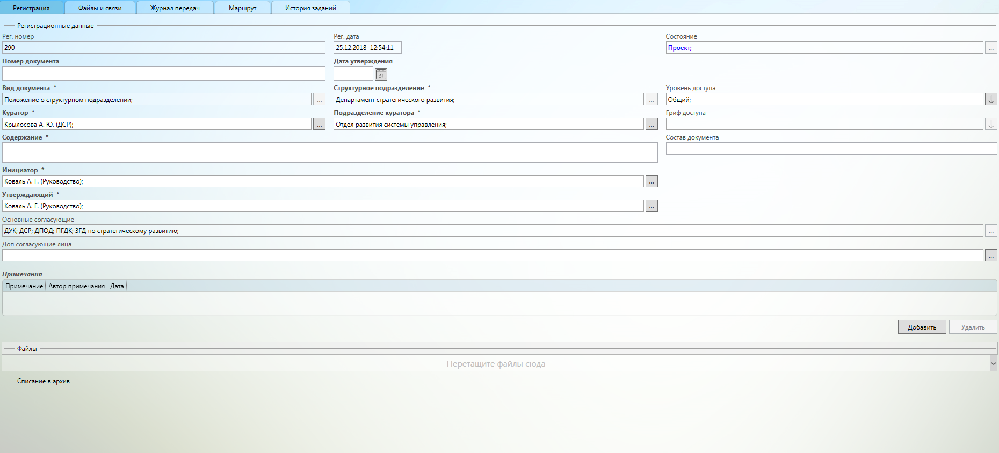 Регистрация Файлы и связи Журнал передач Маршрут История заданий
Регистрационные данные
Рег. номер Рег. дата Состояние
290 25.12.2018 12:54:11 Проект; ...
Номер документа Дата утверждения
31
Вид документа * Структурное подразделение * Уровень доступа
Положение о структурном подразделении; ... Департамент стратегического развития; ... Общий;
Куратор * Подразделение куратора * Гриф доступа
Крылосова А. Ю. (ДСР); ... Отдел развития системы управления; ...
Содержание * Состав документа
Инициатор *
Коваль А. Г. (Руководство); ...
Утверждающий *
Коваль А. Г. (Руководство); ...
Основные согласующие
ДУК; ДСР; ДПОД; ПГДК; ЗГД по стратегическому развитию; ...
Доп согласующие лица
...
Примечания
Примечание Автор примечания Дата
Добавить Удалить
Файлы
Перетащите файлы сюда
Списание в архив